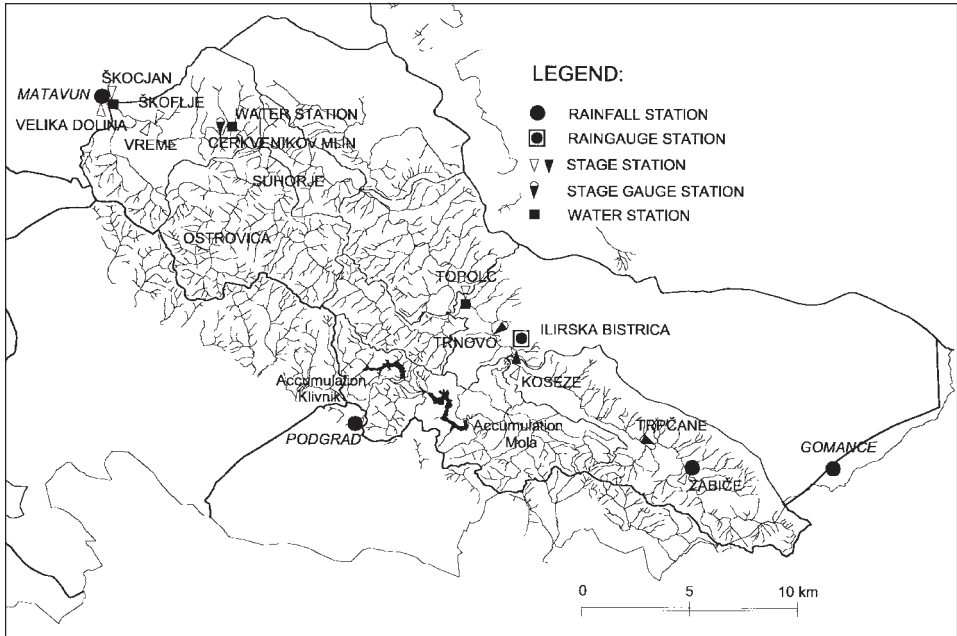 LEGEND:
RAINFALL STATION
RAINGAUGE STATION
STAGE STATION
STAGE GAUGE STATION
WATER STATION
ŠKOCJAN
MATAVUN
ŠKOFLJE
VELIKA DOLINA
VREME
WATER STATION
CERKVENIKOV MLIN
SUHORJE
OSTROVICA
TOPOLC
TRNOVO
ILIRSKA BISTRICA
KOSEZE
Accumulation
Klivnik
PODGRAD
Accumulation
Mola
TRPČANE
GOMANCE
ZABIČE
0 5 10 km